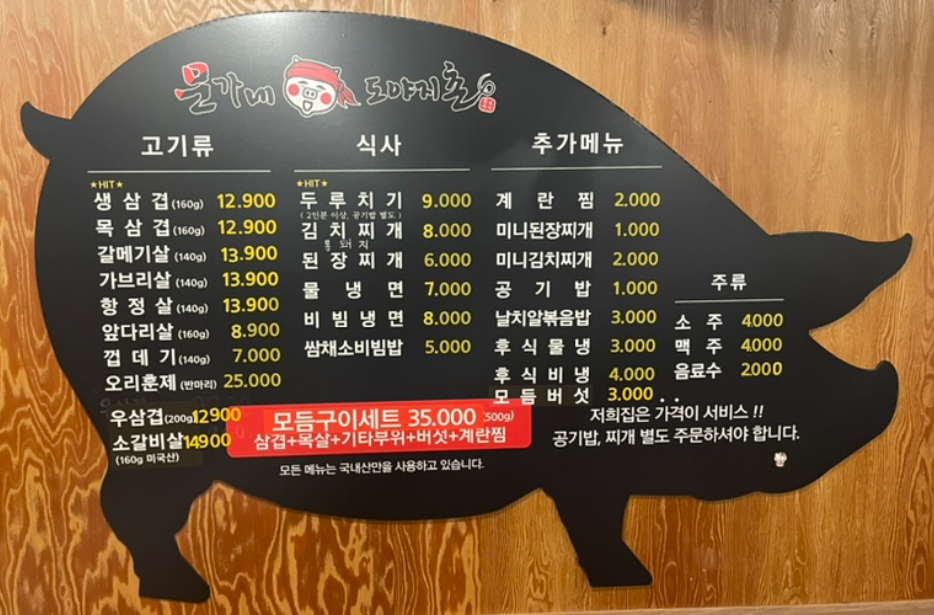 문가네 도야지촌
고기류
★HIT★
생삼겹(160g) 12.900
목삼겹(160g) 12.900
갈메기살(140g) 13.900
가브리살(140g) 13.900
항정살(140g) 13.900
앞다리살(160g) 8.900
껍데기(140g) 7.000
오리훈제(반마리) 25.000
우삼겹(200g)12900
소갈비살14900
(160g 미국산)
식사
★HIT★
두루치기 9.000
(2인분 이상, 공기밥 별도)
김치찌개 8.000
통돼지
된장찌개 6.000
물냉면 7.000
비빔냉면 8.000
쌈채소비빔밥 5.000
추가메뉴
계란찜 2.000
미니된장찌개 1.000
미니김치찌개 2.000
공기밥 1.000
날치알볶음밥 3.000
후식물냉 3.000
후식비냉 4.000
모듬버섯 3.000
주류
소주 4000
맥주 4000
음료수 2000
모듬구이세트 35.000(500g)
삼겹+목살+기타부위+버섯+계란찜
모든 메뉴는 국내산만을 사용하고 있습니다.
저희집은 가격이 서비스 !!
공기밥, 찌개 별도 주문하셔야 합니다.